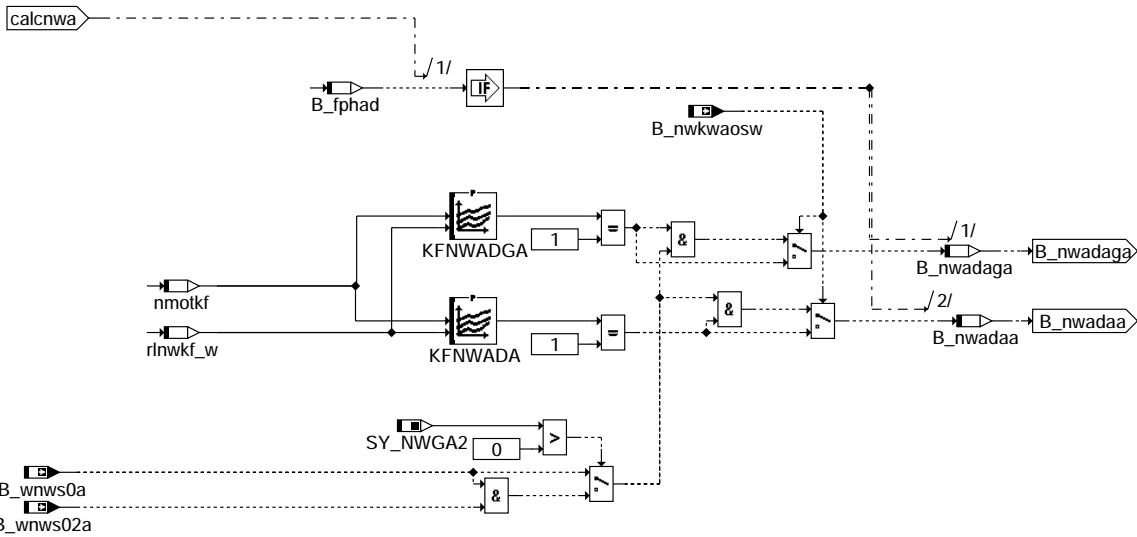 calcnwa
/1/
B_fphad
IF
B_nwkwaosw
P
KFNWADGA
1
=
&
/1/
B_nwadaga
B_nwadaga
nmotkf
P
KFNWADA
1
=
&
/2/
B_nwadaa
B_nwadaa
rlnwkf_w
SY_NWGA2
0
>
B_wnws0a
&
B_wnws02a